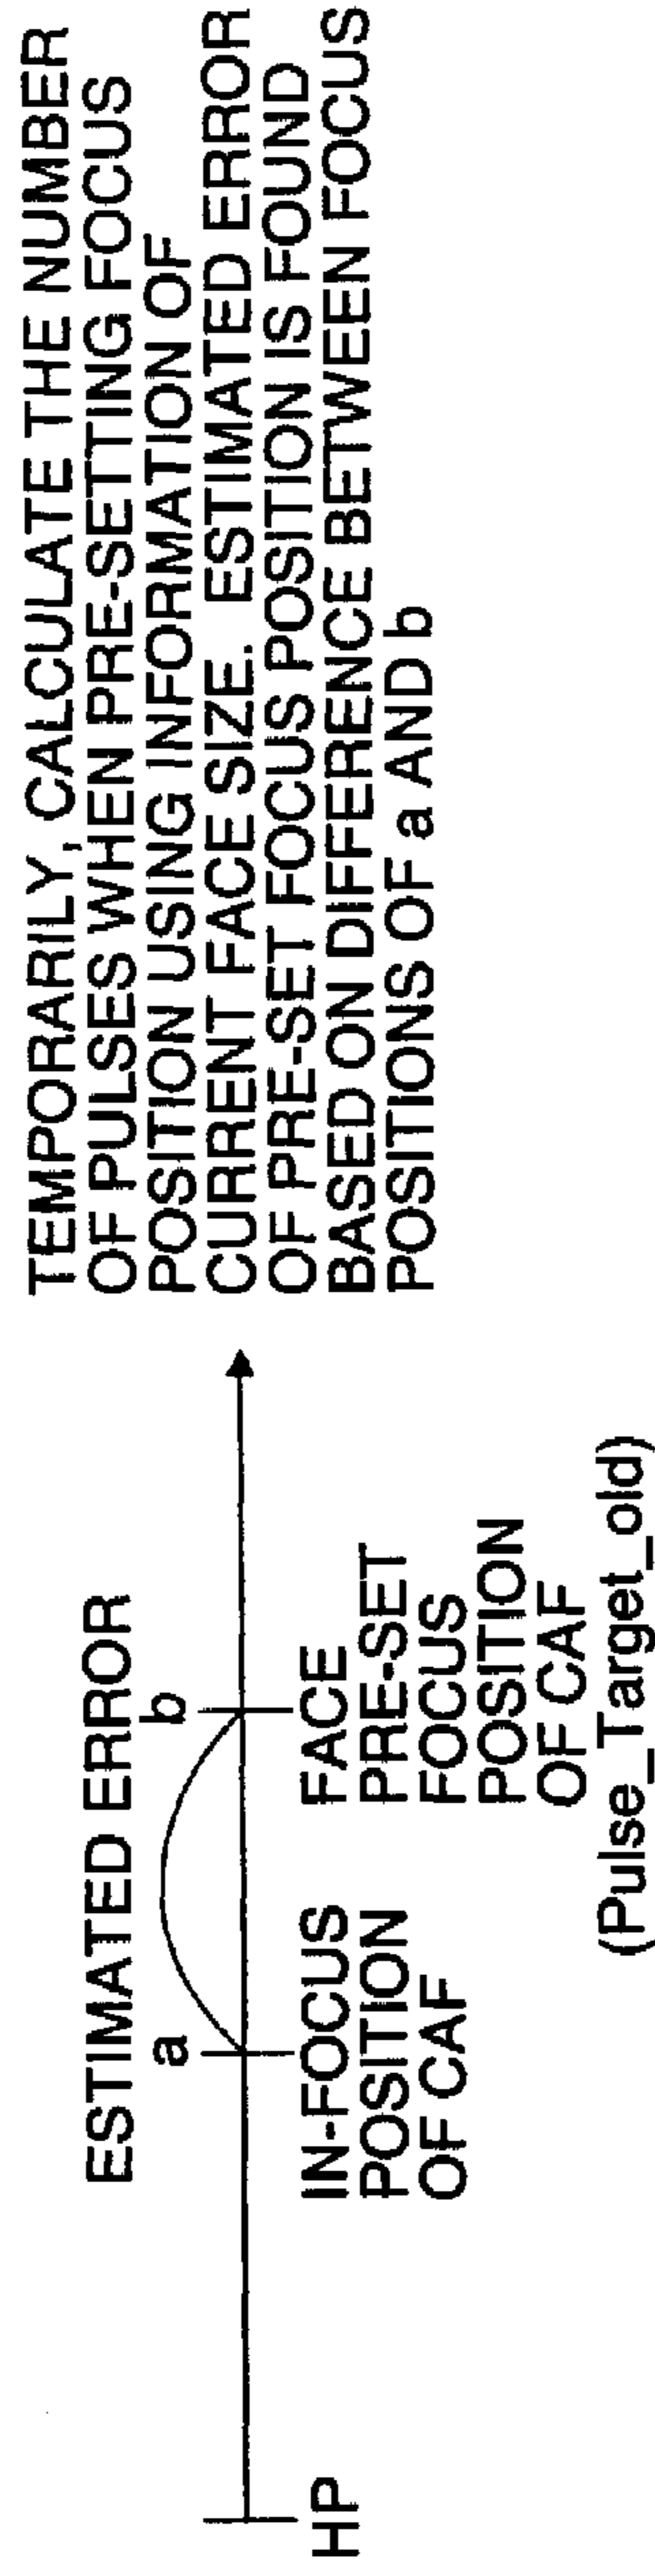 ESTIMATED ERROR
a
b
HP
IN-FOCUS
POSITION
OF CAF
FACE
PRE-SET
FOCUS
POSITION
OF CAF
(Pulse_Target_old)
TEMPORARILY, CALCULATE THE NUMBER
OF PULSES WHEN PRE-SETTING FOCUS
POSITION USING INFORMATION OF
CURRENT FACE SIZE. ESTIMATED ERROR
OF PRE-SET FOCUS POSITION IS FOUND
BASED ON DIFFERENCE BETWEEN FOCUS
POSITIONS OF a AND b